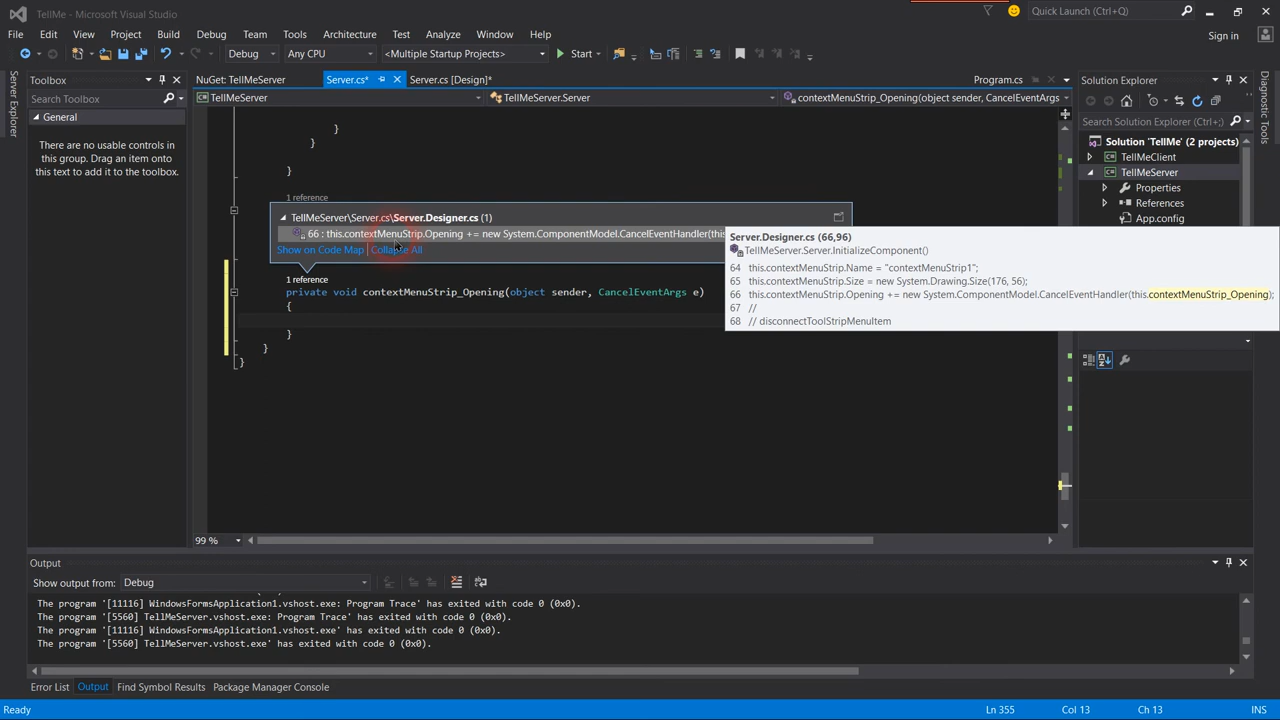 TellMe - Microsoft Visual Studio
Quick Launch (Ctrl+Q)
File Edit View Project Build Debug Team Tools Architecture Test Analyze Window Help
Sign in
Debug Any CPU <Multiple Startup Projects> Start
Server Explorer
Toolbox
Search Toolbox
General
There are no usable controls in
this group. Drag an item onto
this text to add it to the toolbox.
NuGet: TellMeServer Server.cs* Server.cs [Design]* Program.cs
TellMeServer TellMeServer.Server contextMenuStrip_Opening(object sender, CancelEventArgs
}
}
}
1 reference
TellMeServer\Server.cs\Server.Designer.cs (1)
66 : this.contextMenuStrip.Opening += new System.ComponentModel.CancelEventHandler(this
Show on Code Map | Collapse All
1 reference
private void contextMenuStrip_Opening(object sender, CancelEventArgs e)
{
}
}
}
Server.Designer.cs (66,96)
TellMeServer.Server.InitializeComponent()
64 this.contextMenuStrip.Name = "contextMenuStrip1";
65 this.contextMenuStrip.Size = new System.Drawing.Size(176, 56);
66 this.contextMenuStrip.Opening += new System.ComponentModel.CancelEventHandler(this.contextMenuStrip_Opening);
67 //
68 // disconnectToolStripMenuItem
Solution Explorer
Search Solution Explorer (Ctrl+;)
Solution 'TellMe' (2 projects)
TellMeClient
TellMeServer
Properties
References
App.config
Diagnostic Tools
99 %
Output
Show output from: Debug
The program '[11116] WindowsFormsApplication1.vshost.exe: Program Trace' has exited with code 0 (0x0).
The program '[5560] TellMeServer.vshost.exe: Program Trace' has exited with code 0 (0x0).
The program '[11116] WindowsFormsApplication1.vshost.exe' has exited with code 0 (0x0).
The program '[5560] TellMeServer.vshost.exe' has exited with code 0 (0x0).
Error List Output Find Symbol Results Package Manager Console
Ready
Ln 355 Col 13 Ch 13 INS